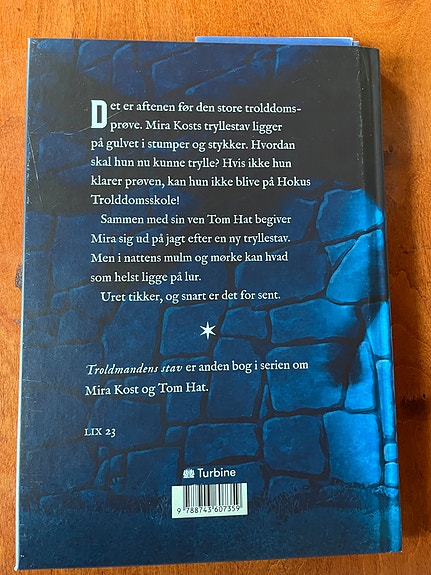 Det er aftenen før den store trolddoms-
prøve. Mira Kosts tryllestav ligger
på gulvet i stumper og stykker. Hvordan
skal hun nu kunne trylle? Hvis ikke hun
klarer prøven, kan hun ikke blive på Hokus
Trolddomsskole!
Sammen med sin ven Tom Hat begiver
Mira sig ud på jagt efter en ny tryllestav.
Men i nattens mulm og mørke kan hvad
som helst ligge på lur.
Uret tikker, og snart er det for sent.
Troldmandens stav er anden bog i serien om
Mira Kost og Tom Hat.
LIX 23
Turbine
9 788743 607359